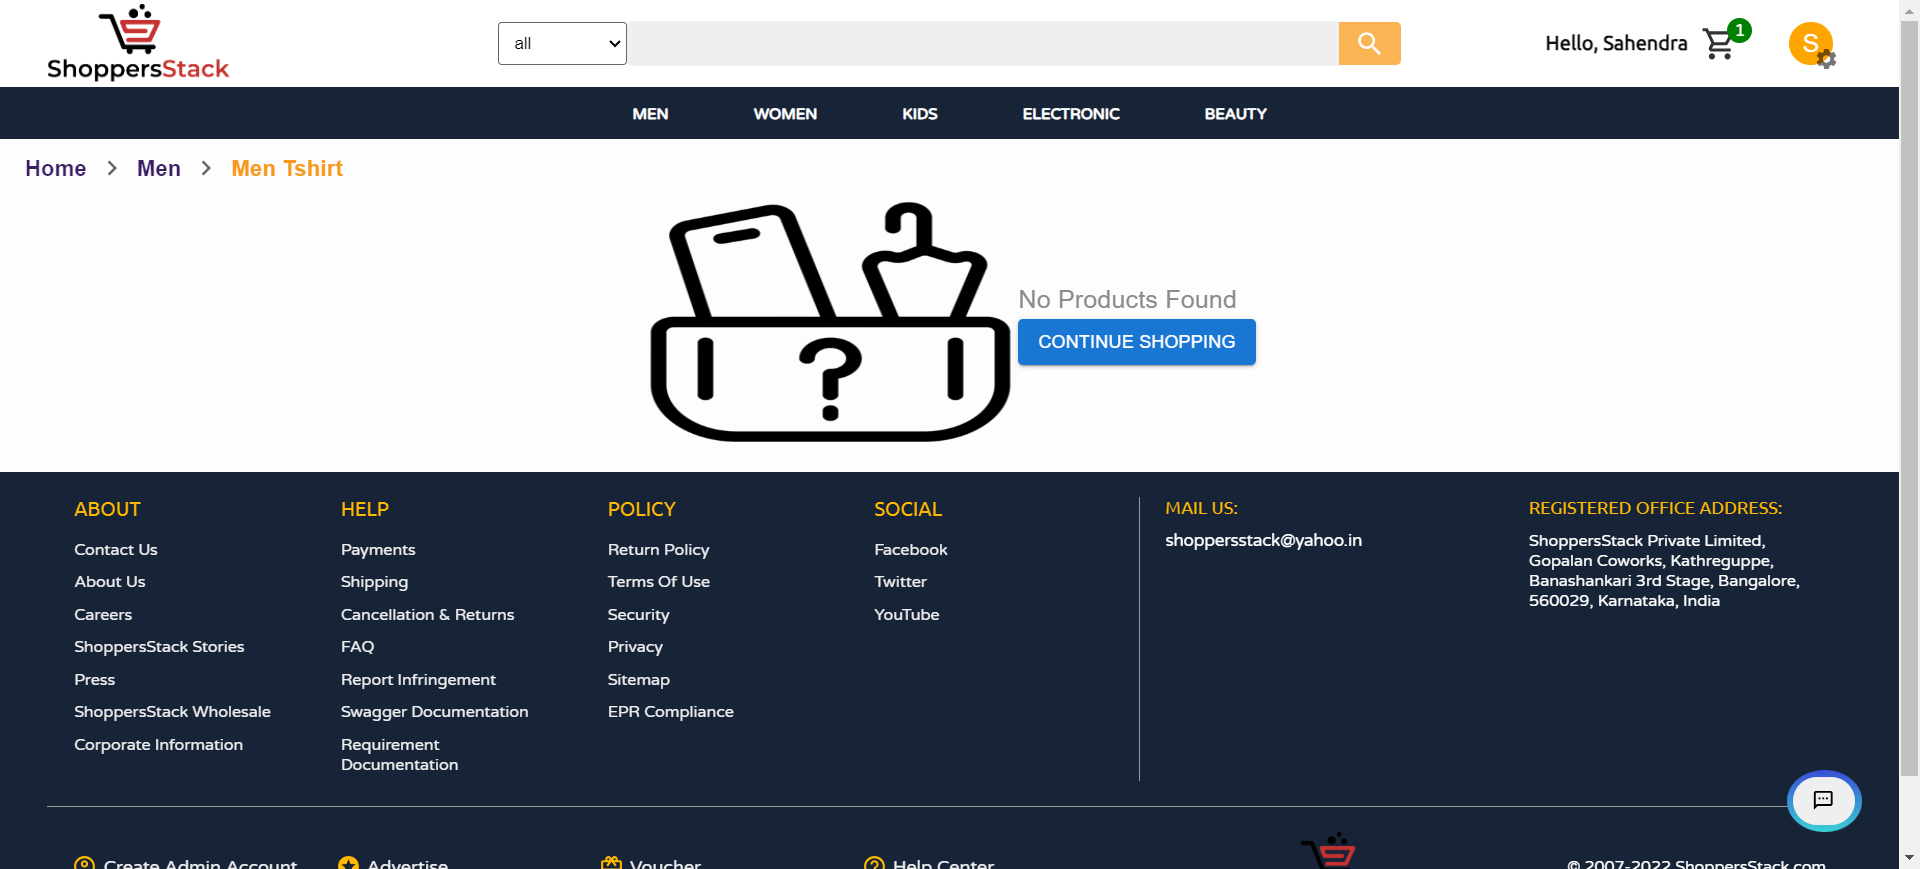 ShoppersStack
all
Hello, Sahendra
1
S
MEN WOMEN KIDS ELECTRONIC BEAUTY
Home > Men > Men Tshirt
?
No Products Found
CONTINUE SHOPPING
ABOUT
Contact Us
About Us
Careers
ShoppersStack Stories
Press
ShoppersStack Wholesale
Corporate Information
HELP
Payments
Shipping
Cancellation & Returns
FAQ
Report Infringement
Swagger Documentation
Requirement
Documentation
POLICY
Return Policy
Terms Of Use
Security
Privacy
Sitemap
EPR Compliance
SOCIAL
Facebook
Twitter
YouTube
MAIL US:
shoppersstack@yahoo.in
REGISTERED OFFICE ADDRESS:
ShoppersStack Private Limited,
Gopalan Coworks, Kathreguppe,
Banashankari 3rd Stage, Bangalore,
560029, Karnataka, India
Create Admin Account Advertise Voucher Help Center © 2007-2022 ShoppersStack.com